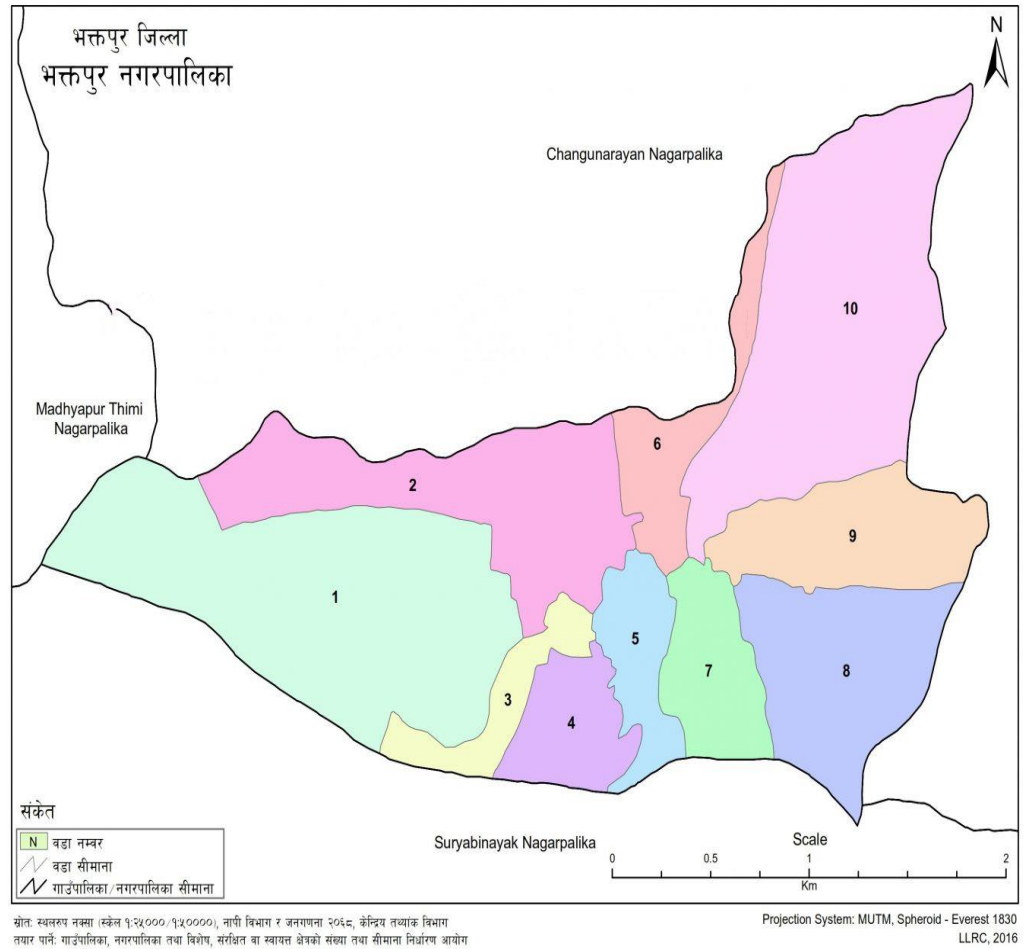 भक्तपुर जिल्ला
भक्तपुर नगरपालिका
N
Changunarayan Nagarpalika
10
Madhyapur Thimi
Nagarpalika
6
2
9
1
5
7
8
3
4
संकेत
N वडा नम्वर
वडा सीमाना
गाउँपालिका/नगरपालिका सीमाना
Suryabinayak Nagarpalika
Scale
0 0.5 1 2
Km
स्रोत: स्थलरुप नक्सा (स्केल १:२५०००/१:५००००), नापी विभाग र जनगणना २०६८, केन्द्रिय तथ्यांक विभाग
तयार पार्ने: गाउँपालिका, नगरपालिका तथा विशेष, संरक्षित वा स्वायत्त क्षेत्रको संख्या तथा सीमाना निर्धारण आयोग
Projection System: MUTM, Spheroid - Everest 1830
LLRC, 2016